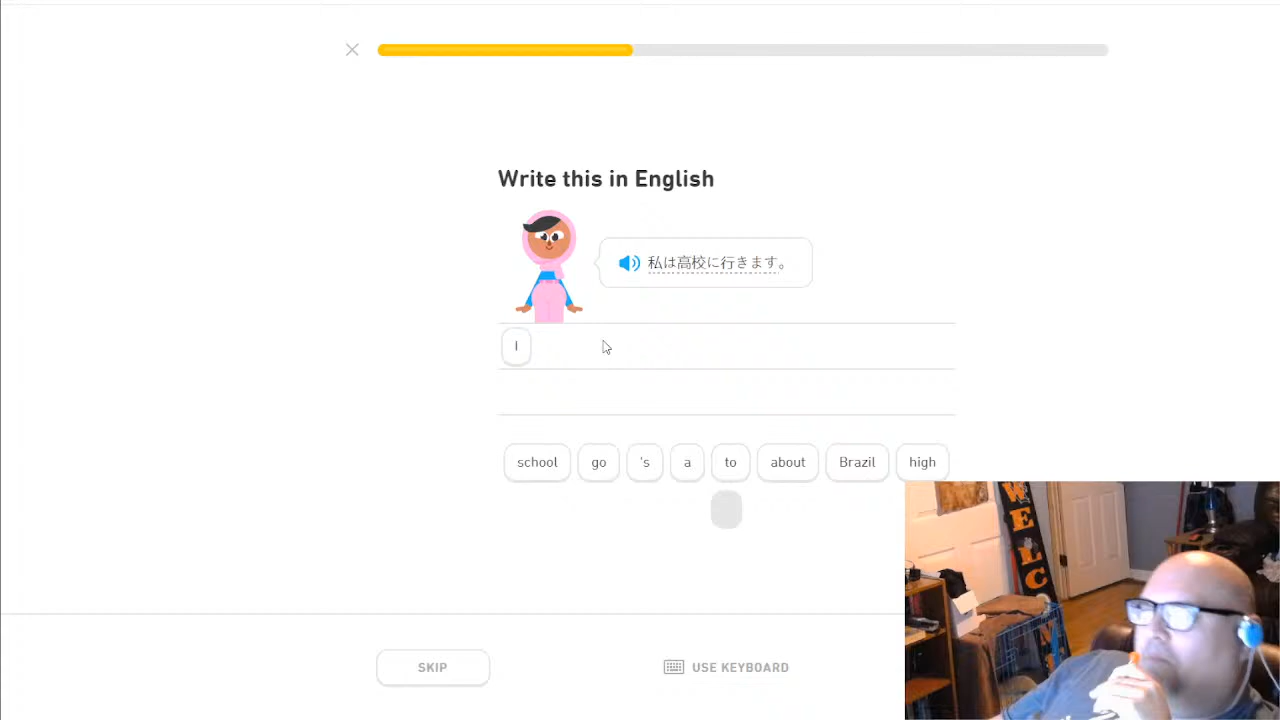 Write this in English
私は高校に行きます。
I
school go 's a to about Brazil high
SKIP
USE KEYBOARD
WELC